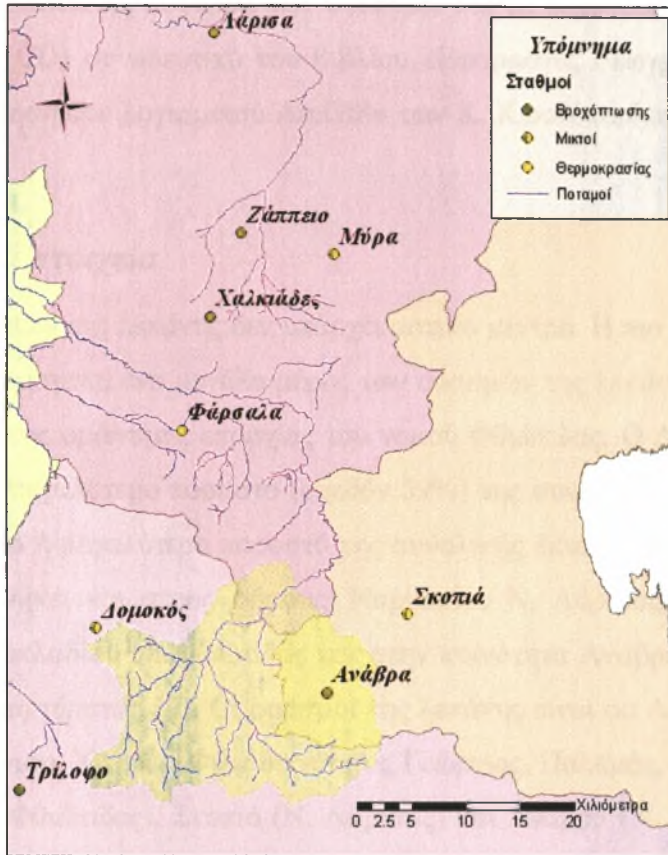 Λάρισα
Υπόμνημα
Σταθμοί
Βροχόπτωσης
Μικτοί
Θερμοκρασίας
Ποταμοί
Ζάππειο
Μύρα
Χαλκιάδες
Φάρσαλα
Δομοκός
Σκοπιά
Ανάβρα
Τρίλοφο
0 2.5 5 10 15 20
Χιλιόμετρα